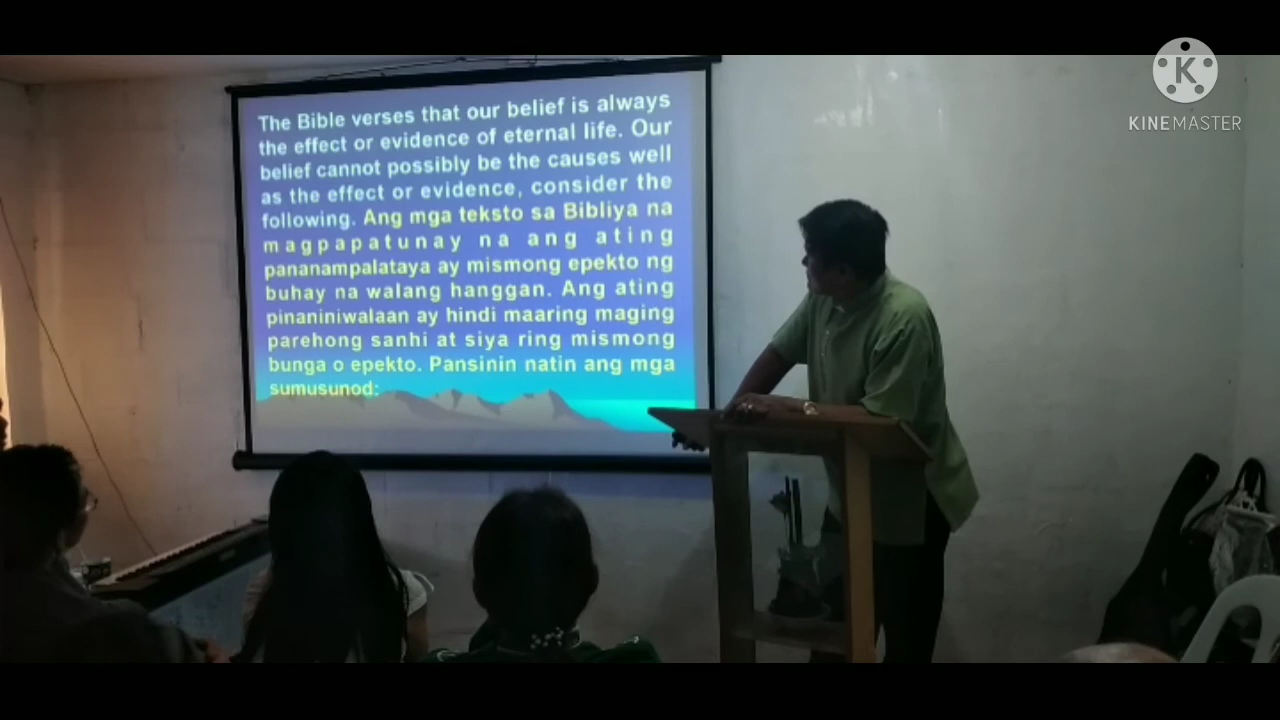 The Bible verses that our belief is always
the effect or evidence of eternal life. Our
belief cannot possibly be the causes well
as the effect or evidence, consider the
following. Ang mga teksto sa Bibliya na
magpapatunay na ang ating
pananampalataya ay mismong epekto ng
buhay na walang hanggan. Ang ating
pinaniniwalaan ay hindi maaring maging
parehong sanhi at siya ring mismong
bunga o epekto. Pansinin natin ang mga
sumusunod:
K
KINEMASTER